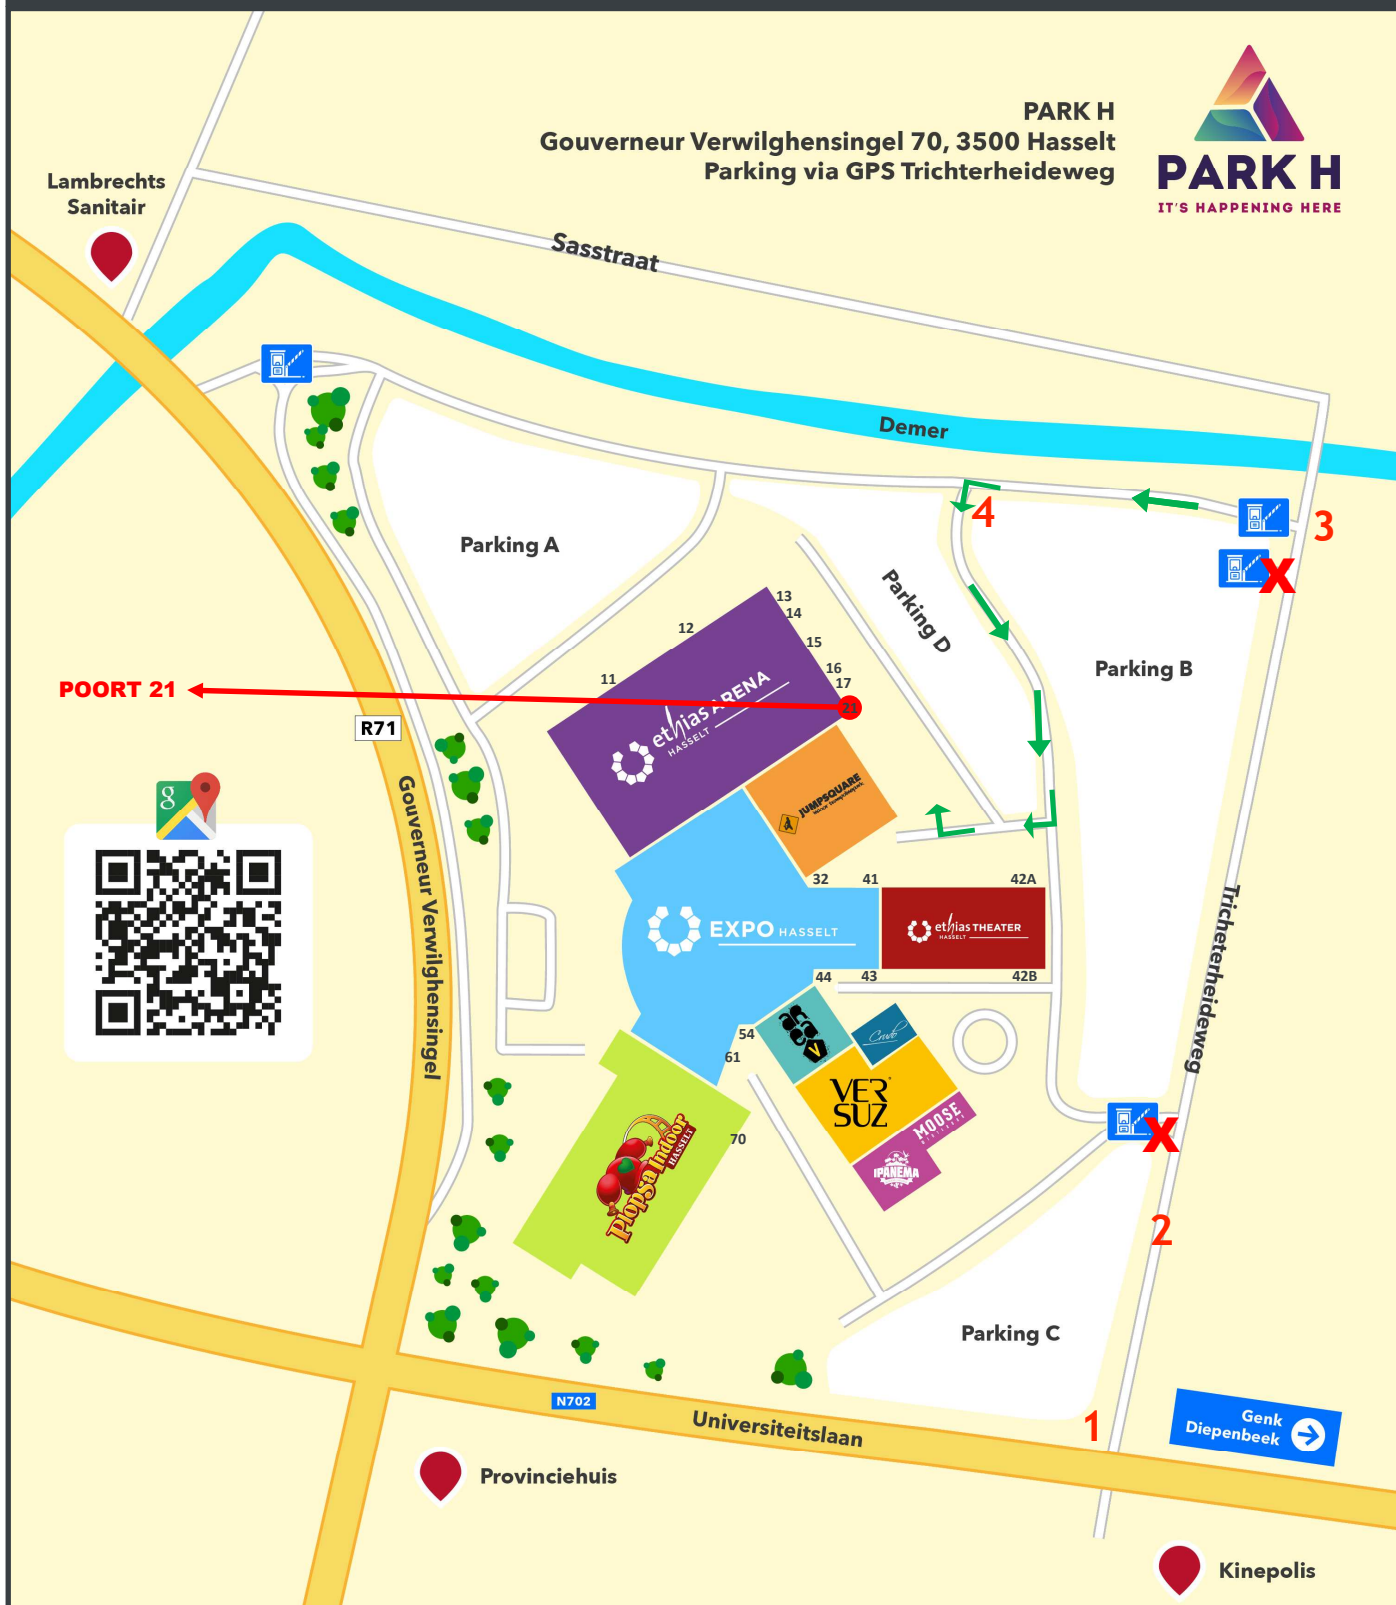 PARK H
Gouverneur Verwilghensingel 70, 3500 Hasselt
Parking via GPS Trichterheideweg
PARK H
IT'S HAPPENING HERE
Lambrechts
Sanitair
Sasstraat
Demer
4
3
X
Parking A
Parking D
Parking B
13
14
12
15
16
17
11
21
POORT 21
R71
ethias ARENA
HASSELT
JUMPSQUARE
g
Gouverneur Verwilghensingel
32
41
42A
EXPO HASSELT
ethias THEATER
HASSELT
44
43
42B
Tricheterheideweg
54
61
Crudo
VER
SUZ
MOOSE
IPANEMA
X
70
Plopsa Indoor
HASSELT
2
Parking C
1
N702
Universiteitslaan
Genk
Diepenbeek
Provinciehuis
Kinepolis